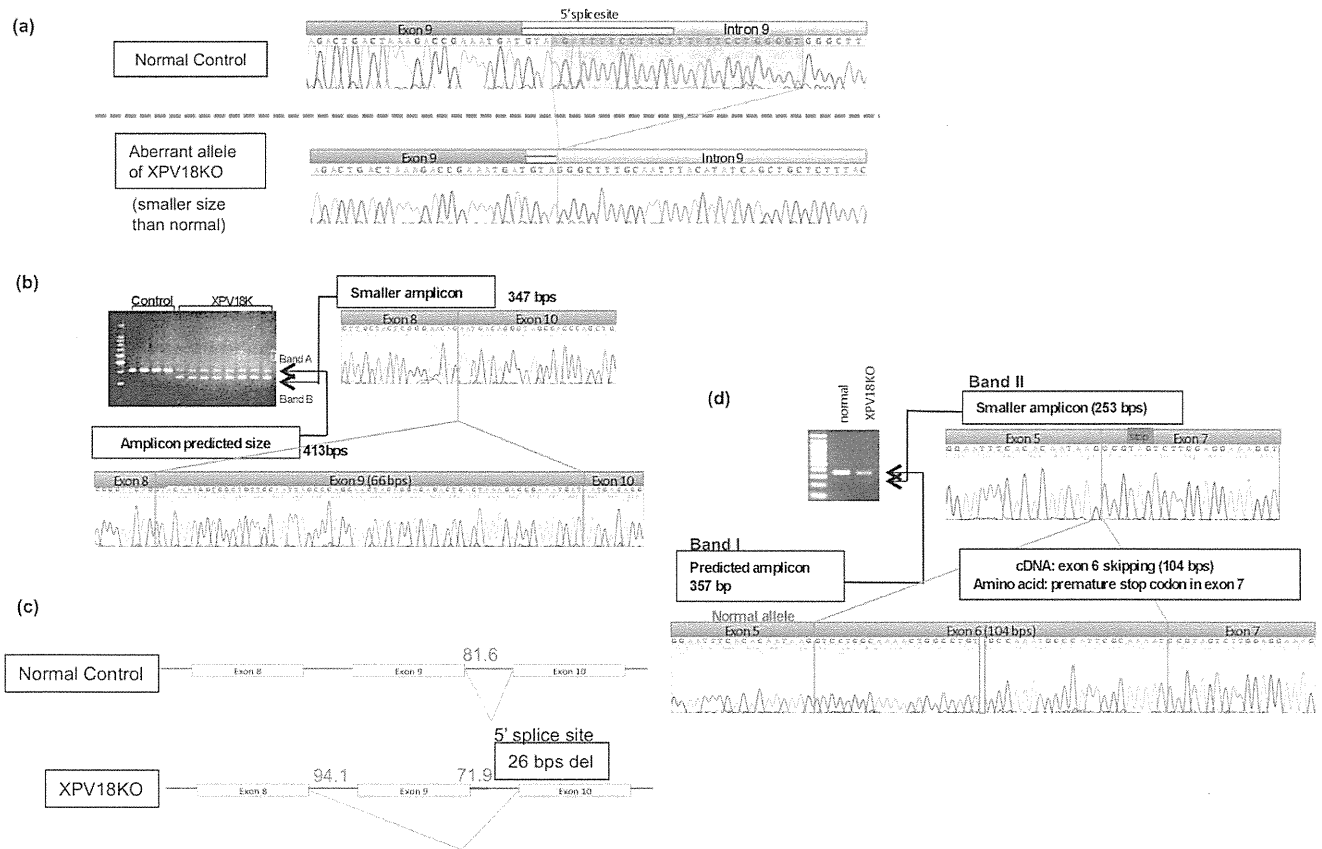 (a)
5' splice site
Exon 9
Intron 9
Normal Control
Aberrant allele
of XPV18KO
(smaller size
than normal)
Exon 9
Intron 9
AGACTGACTAAAGACCGAAATGATGTAGGGCTTTGCAATTTACATATCAGCTGCTCTTTAC
(b)
Control
XPV18K
Band A
Band B
Smaller amplicon
347 bps
Exon 8
Exon 10
Amplicon predicted size
413bps
Exon 8
Exon 9 (66 bps)
Exon 10
(c)
Normal Control
Exon 8
Exon 9
81.6
Exon 10
5' splice site
26 bps del
XPV18KO
94.1
71.9
Exon 8
Exon 9
Exon 10
(d)
normal
XPV18KO
Band II
Smaller amplicon (253 bps)
Exon 5
Exon 7
Band I
Predicted amplicon
357 bp
cDNA: exon 6 skipping (104 bps)
Amino acid: premature stop codon in exon 7
Normal allele
Exon 5
Exon 6 (104 bps)
Exon 7